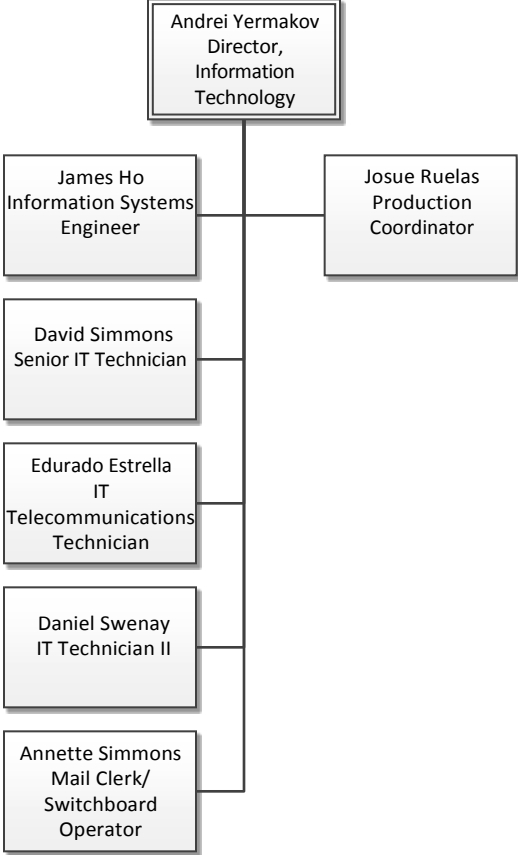 Andrei Yermakov
Director,
Information
Technology
James Ho
Information Systems
Engineer
Josue Ruelas
Production
Coordinator
David Simmons
Senior IT Technician
Edurado Estrella
IT
Telecommunications
Technician
Daniel Swenay
IT Technician II
Annette Simmons
Mail Clerk/
Switchboard
Operator